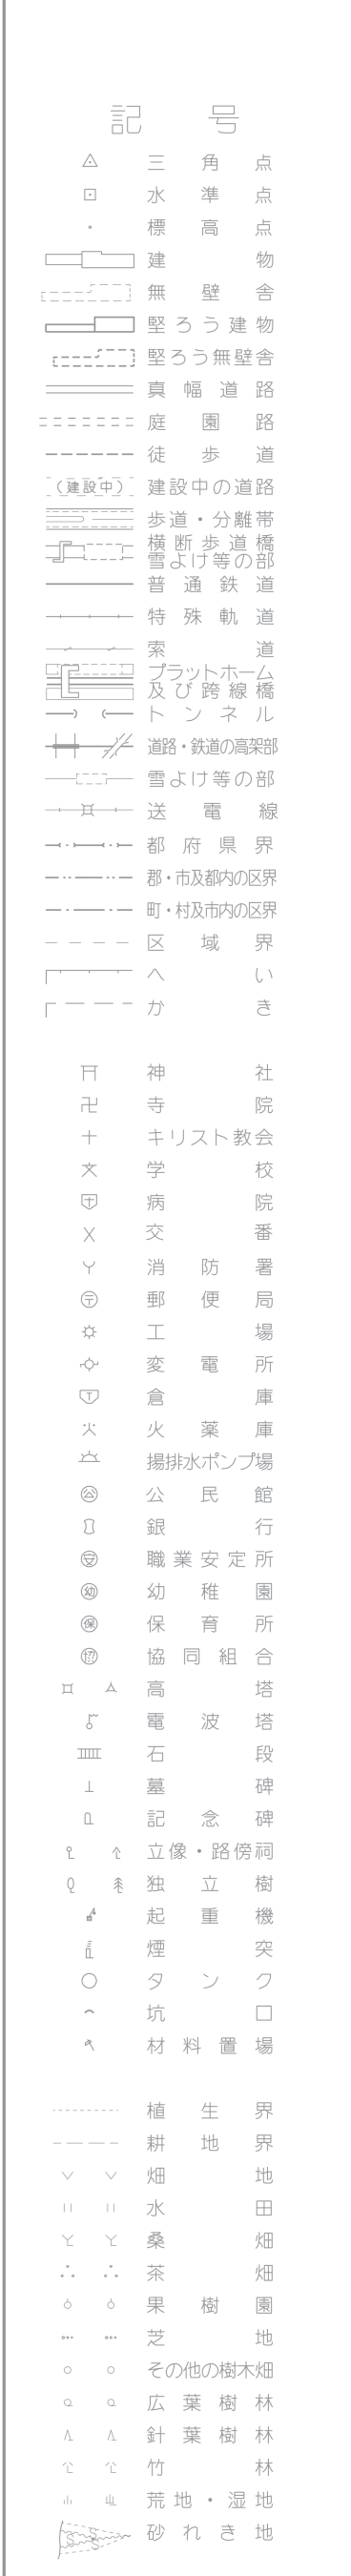 記号
三角点
水準点
標高点
建物
無壁舎
堅ろう建物
堅ろう無壁舎
真幅道路
庭園路
徒歩道
（建設中） 建設中の道路
歩道・分離帯
横断歩道橋
雪よけ等の部
普通鉄道
特殊軌道
索道
プラットホーム
及び跨線橋
トンネル
道路・鉄道の高架部
雪よけ等の部
送電線
都府県界
郡・市及都内の区界
町・村及市内の区界
区域界
へい
かき
神社
寺院
キリスト教会
学校
病院
交番
消防署
郵便局
工場
変電所
倉庫
火薬庫
揚排水ポンプ場
公民館
銀行
職業安定所
幼 幼稚園
保 保育所
協同組合
高塔
電波塔
石段
墓碑
記念碑
立像・路傍祠
独立樹
起重機
煙突
タンク
坑口
材料置場
植生界
耕地界
畑地
水田
桑畑
茶畑
果樹園
芝地
その他の樹木畑
広葉樹林
針葉樹林
竹林
荒地・湿地
砂れき地